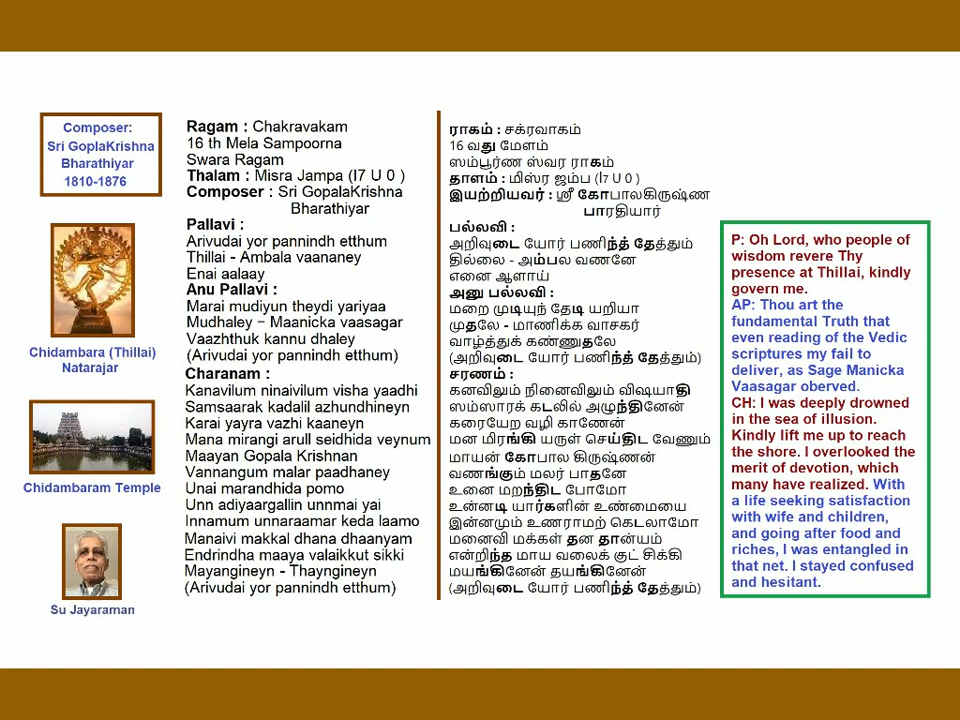 Composer:
Sri GoplaKrishna
Bharathiyar
1810-1876
Chidambara (Thillai)
Natarajar
Chidambaram Temple
Su Jayaraman
Ragam : Chakravakam
16 th Mela Sampoorna
Swara Ragam
Thalam : Misra Jampa (I7 U 0 )
Composer : Sri GopalaKrishna
Bharathiyar
Pallavi :
Arivudai yor pannindh etthum
Thillai - Ambala vaananey
Enai aalaay
Anu Pallavi :
Marai mudiyun theydi yariyaa
Mudhaley – Maanicka vaasagar
Vaazhthuk kannu dhaley
(Arivudai yor pannindh etthum)
Charanam :
Kanavilum ninaivilum visha yaadhi
Samsaarak kadalil azhundhineyn
Karai yayra vazhi kaaneyn
Mana mirangi arull seidhida veynum
Maayan Gopala Krishnan
Vannangum malar paadhaney
Unai marandhida pomo
Unn adiyaargallin unnmai yai
Innamum unnaraamar keda laamo
Manaivi makkal dhana dhaanyam
Endrindha maaya valaikkut sikki
Mayangineyn - Thayngineyn
(Arivudai yor pannindh etthum)
ராகம் : சக்ரவாகம்
16 வது மேளம்
ஸம்பூர்ண ஸ்வர ராகம்
தாளம் : மிஸ்ர ஜம்ப (I7 U 0 )
இயற்றியவர் : ஸ்ரீ கோபாலகிருஷ்ண
பாரதியார்
பல்லவி :
அறிவுடை யோர் பணிந்த் தேத்தும்
தில்லை - அம்பல வணனே
எனை ஆளாய்
அனு பல்லவி :
மறை முடியுந் தேடி யறியா
முதலே - மாணிக்க வாசகர்
வாழ்த்துக் கண்ணுதலே
(அறிவுடை யோர் பணிந்த் தேத்தும்)
சரணம் :
கனவிலும் நினைவிலும் விஷயாதி
ஸம்ஸாரக் கடலில் அழுந்தினேன்
கரையேற வழி காணேன்
மன மிரங்கி யருள் செய்திட வேணும்
மாயன் கோபால கிருஷ்ணன்
வணங்கும் மலர் பாதனே
உனை மறந்திட போமோ
உன்னடி யார்களின் உண்மையை
இன்னமும் உணராமற் கெடலாமோ
மனைவி மக்கள் தன தான்யம்
என்றிந்த மாய வலைக் குட் சிக்கி
மயங்கினேன் தயங்கினேன்
(அறிவுடை யோர் பணிந்த் தேத்தும்)
P: Oh Lord, who people of
wisdom revere Thy
presence at Thillai, kindly
govern me.
AP: Thou art the
fundamental Truth that
even reading of the Vedic
scriptures my fail to
deliver, as Sage Manicka
Vaasagar oberved.
CH: I was deeply drowned
in the sea of illusion.
Kindly lift me up to reach
the shore. I overlooked the
merit of devotion, which
many have realized. With
a life seeking satisfaction
with wife and children,
and going after food and
riches, I was entangled in
that net. I stayed confused
and hesitant.